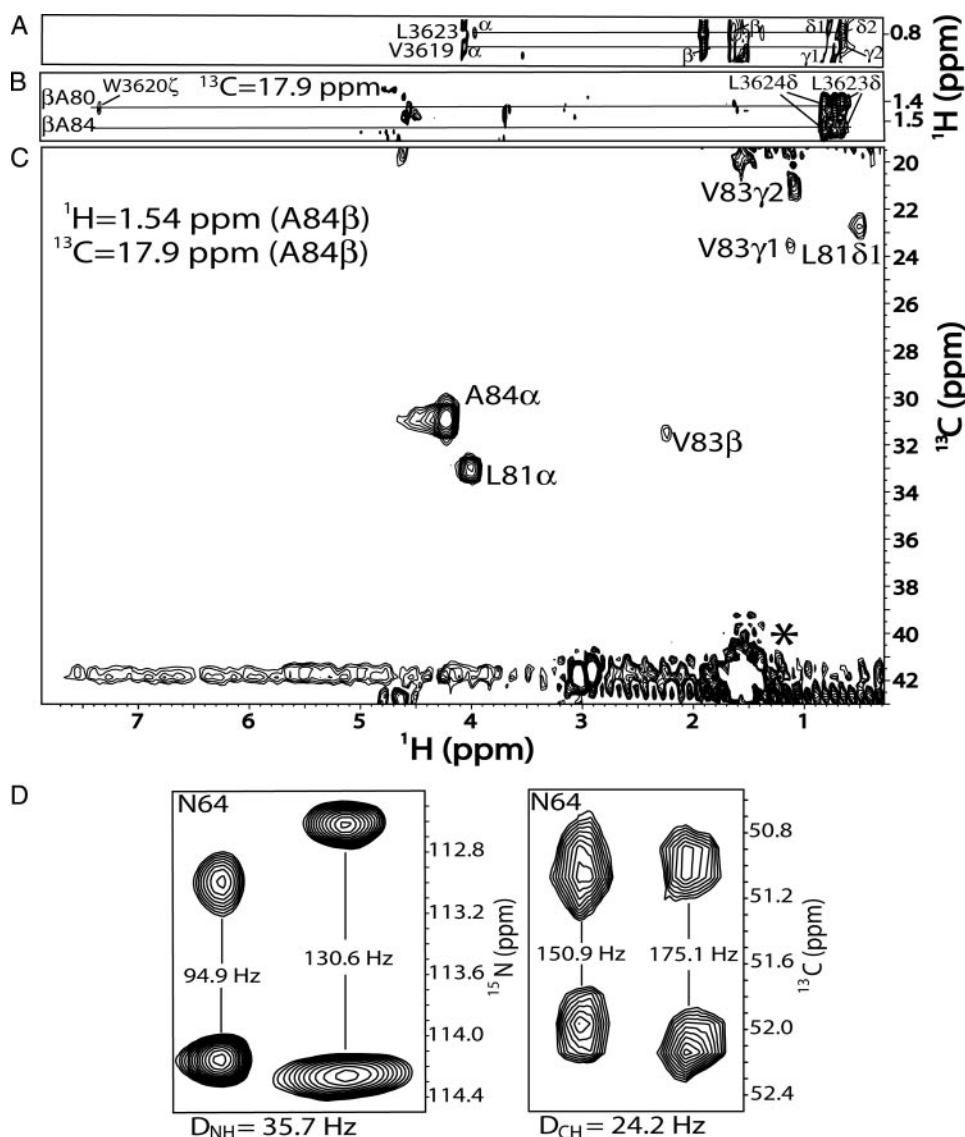 A
L3623
α
β
δ1
δ2
0.8
V3619
α
β
γ1
γ2
¹H (ppm)
B
βA80
W3620ζ
¹³C=17.9 ppm
L3624δ
L3623δ
1.4
βA84
1.5
C
20
¹H=1.54 ppm (A84β)
V83γ2
22
¹³C=17.9 ppm (A84β)
V83γ1
L81δ1
24
26
28
A84α
30
V83β
32
L81α
34
36
38
*
40
42
¹³C (ppm)
7
6
5
4
3
2
1
¹H (ppm)
D
N64
112.8
113.2
94.9 Hz
130.6 Hz
113.6
114.0
114.4
¹⁵N (ppm)
D_NH = 35.7 Hz
N64
50.8
51.2
150.9 Hz
175.1 Hz
51.6
52.0
52.4
¹³C (ppm)
D_CH = 24.2 Hz